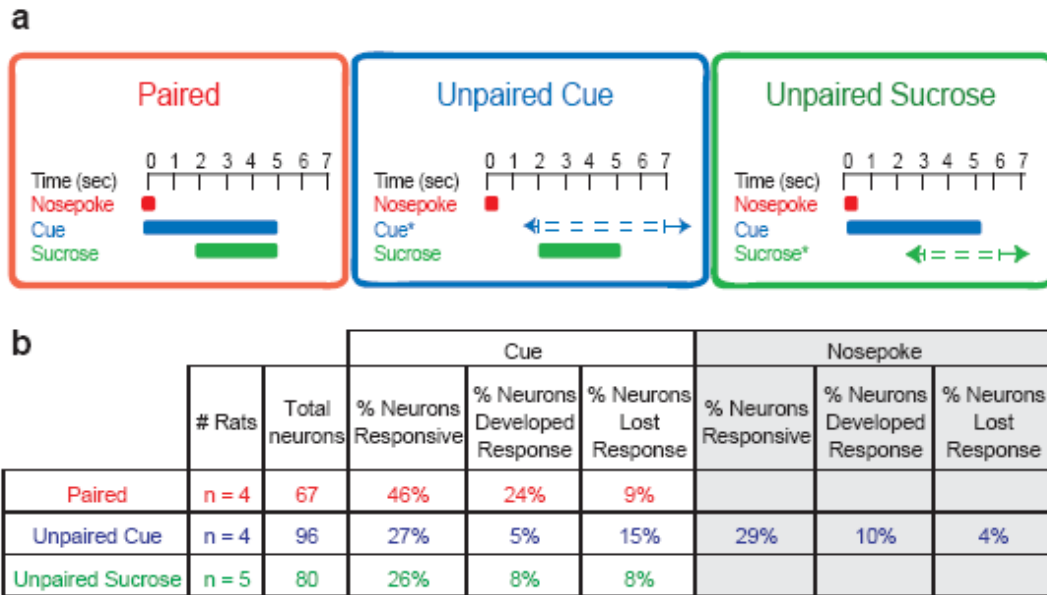 a
Paired
0 1 2 3 4 5 6 7
Time (sec)
Nosepoke
Cue
Sucrose
Unpaired Cue
0 1 2 3 4 5 6 7
Time (sec)
Nosepoke
Cue*
Sucrose
Unpaired Sucrose
0 1 2 3 4 5 6 7
Time (sec)
Nosepoke
Cue
Sucrose*
b
Cue Nosepoke
# Rats Total neurons % Neurons Responsive % Neurons Developed Response % Neurons Lost Response % Neurons Responsive % Neurons Developed Response % Neurons Lost Response
Paired n = 4 67 46% 24% 9%
Unpaired Cue n = 4 96 27% 5% 15% 29% 10% 4%
Unpaired Sucrose n = 5 80 26% 8% 8%